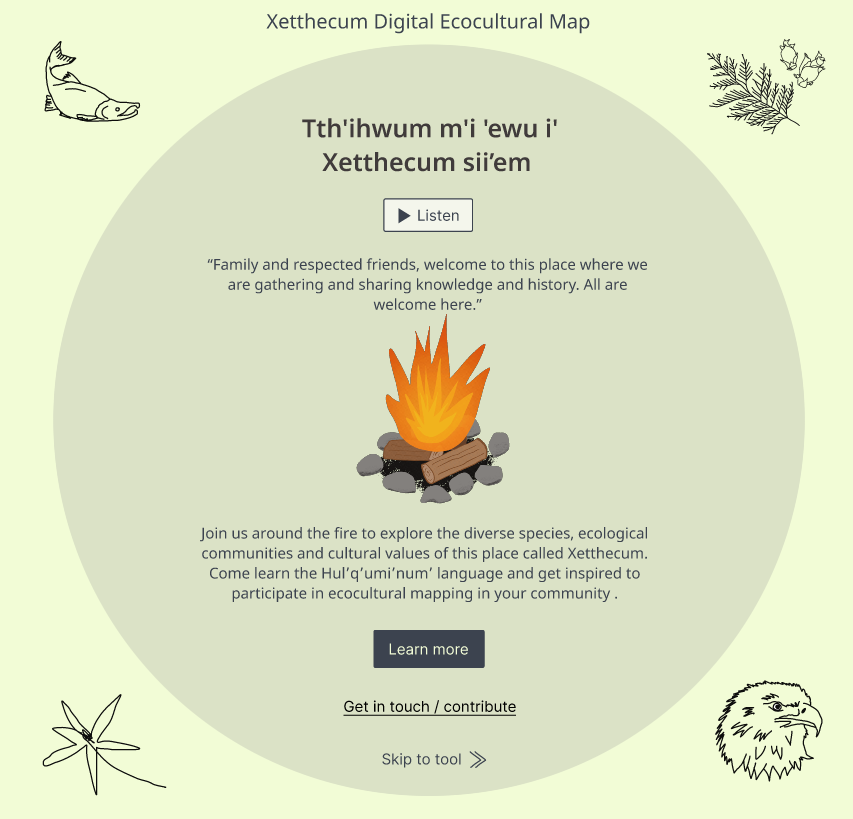 Xetthecum Digital Ecocultural Map
Tth'ihwum m'i 'ewu i'
Xetthecum sii’em
Listen
“Family and respected friends, welcome to this place where we
are gathering and sharing knowledge and history. All are
welcome here.”
Join us around the fire to explore the diverse species, ecological
communities and cultural values of this place called Xetthecum.
Come learn the Hul’q’umi’num’ language and get inspired to
participate in ecocultural mapping in your community .
Learn more
Get in touch / contribute
Skip to tool